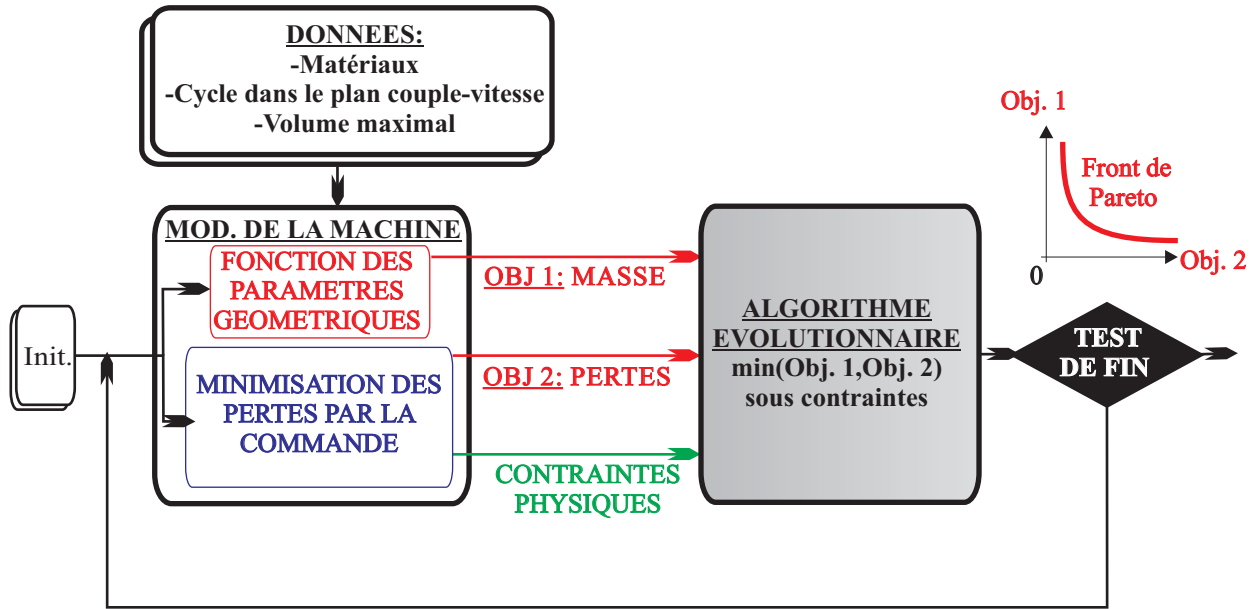 DONNEES:
-Matériaux
-Cycle dans le plan couple-vitesse
-Volume maximal
MOD. DE LA MACHINE
FONCTION DES
PARAMETRES
GEOMETRIQUES
MINIMISATION DES
PERTES PAR LA
COMMANDE
Init.
OBJ 1: MASSE
OBJ 2: PERTES
CONTRAINTES
PHYSIQUES
ALGORITHME
EVOLUTIONNAIRE
min(Obj. 1,Obj. 2)
sous contraintes
Obj. 1
Front de
Pareto
0
Obj. 2
TEST
DE FIN